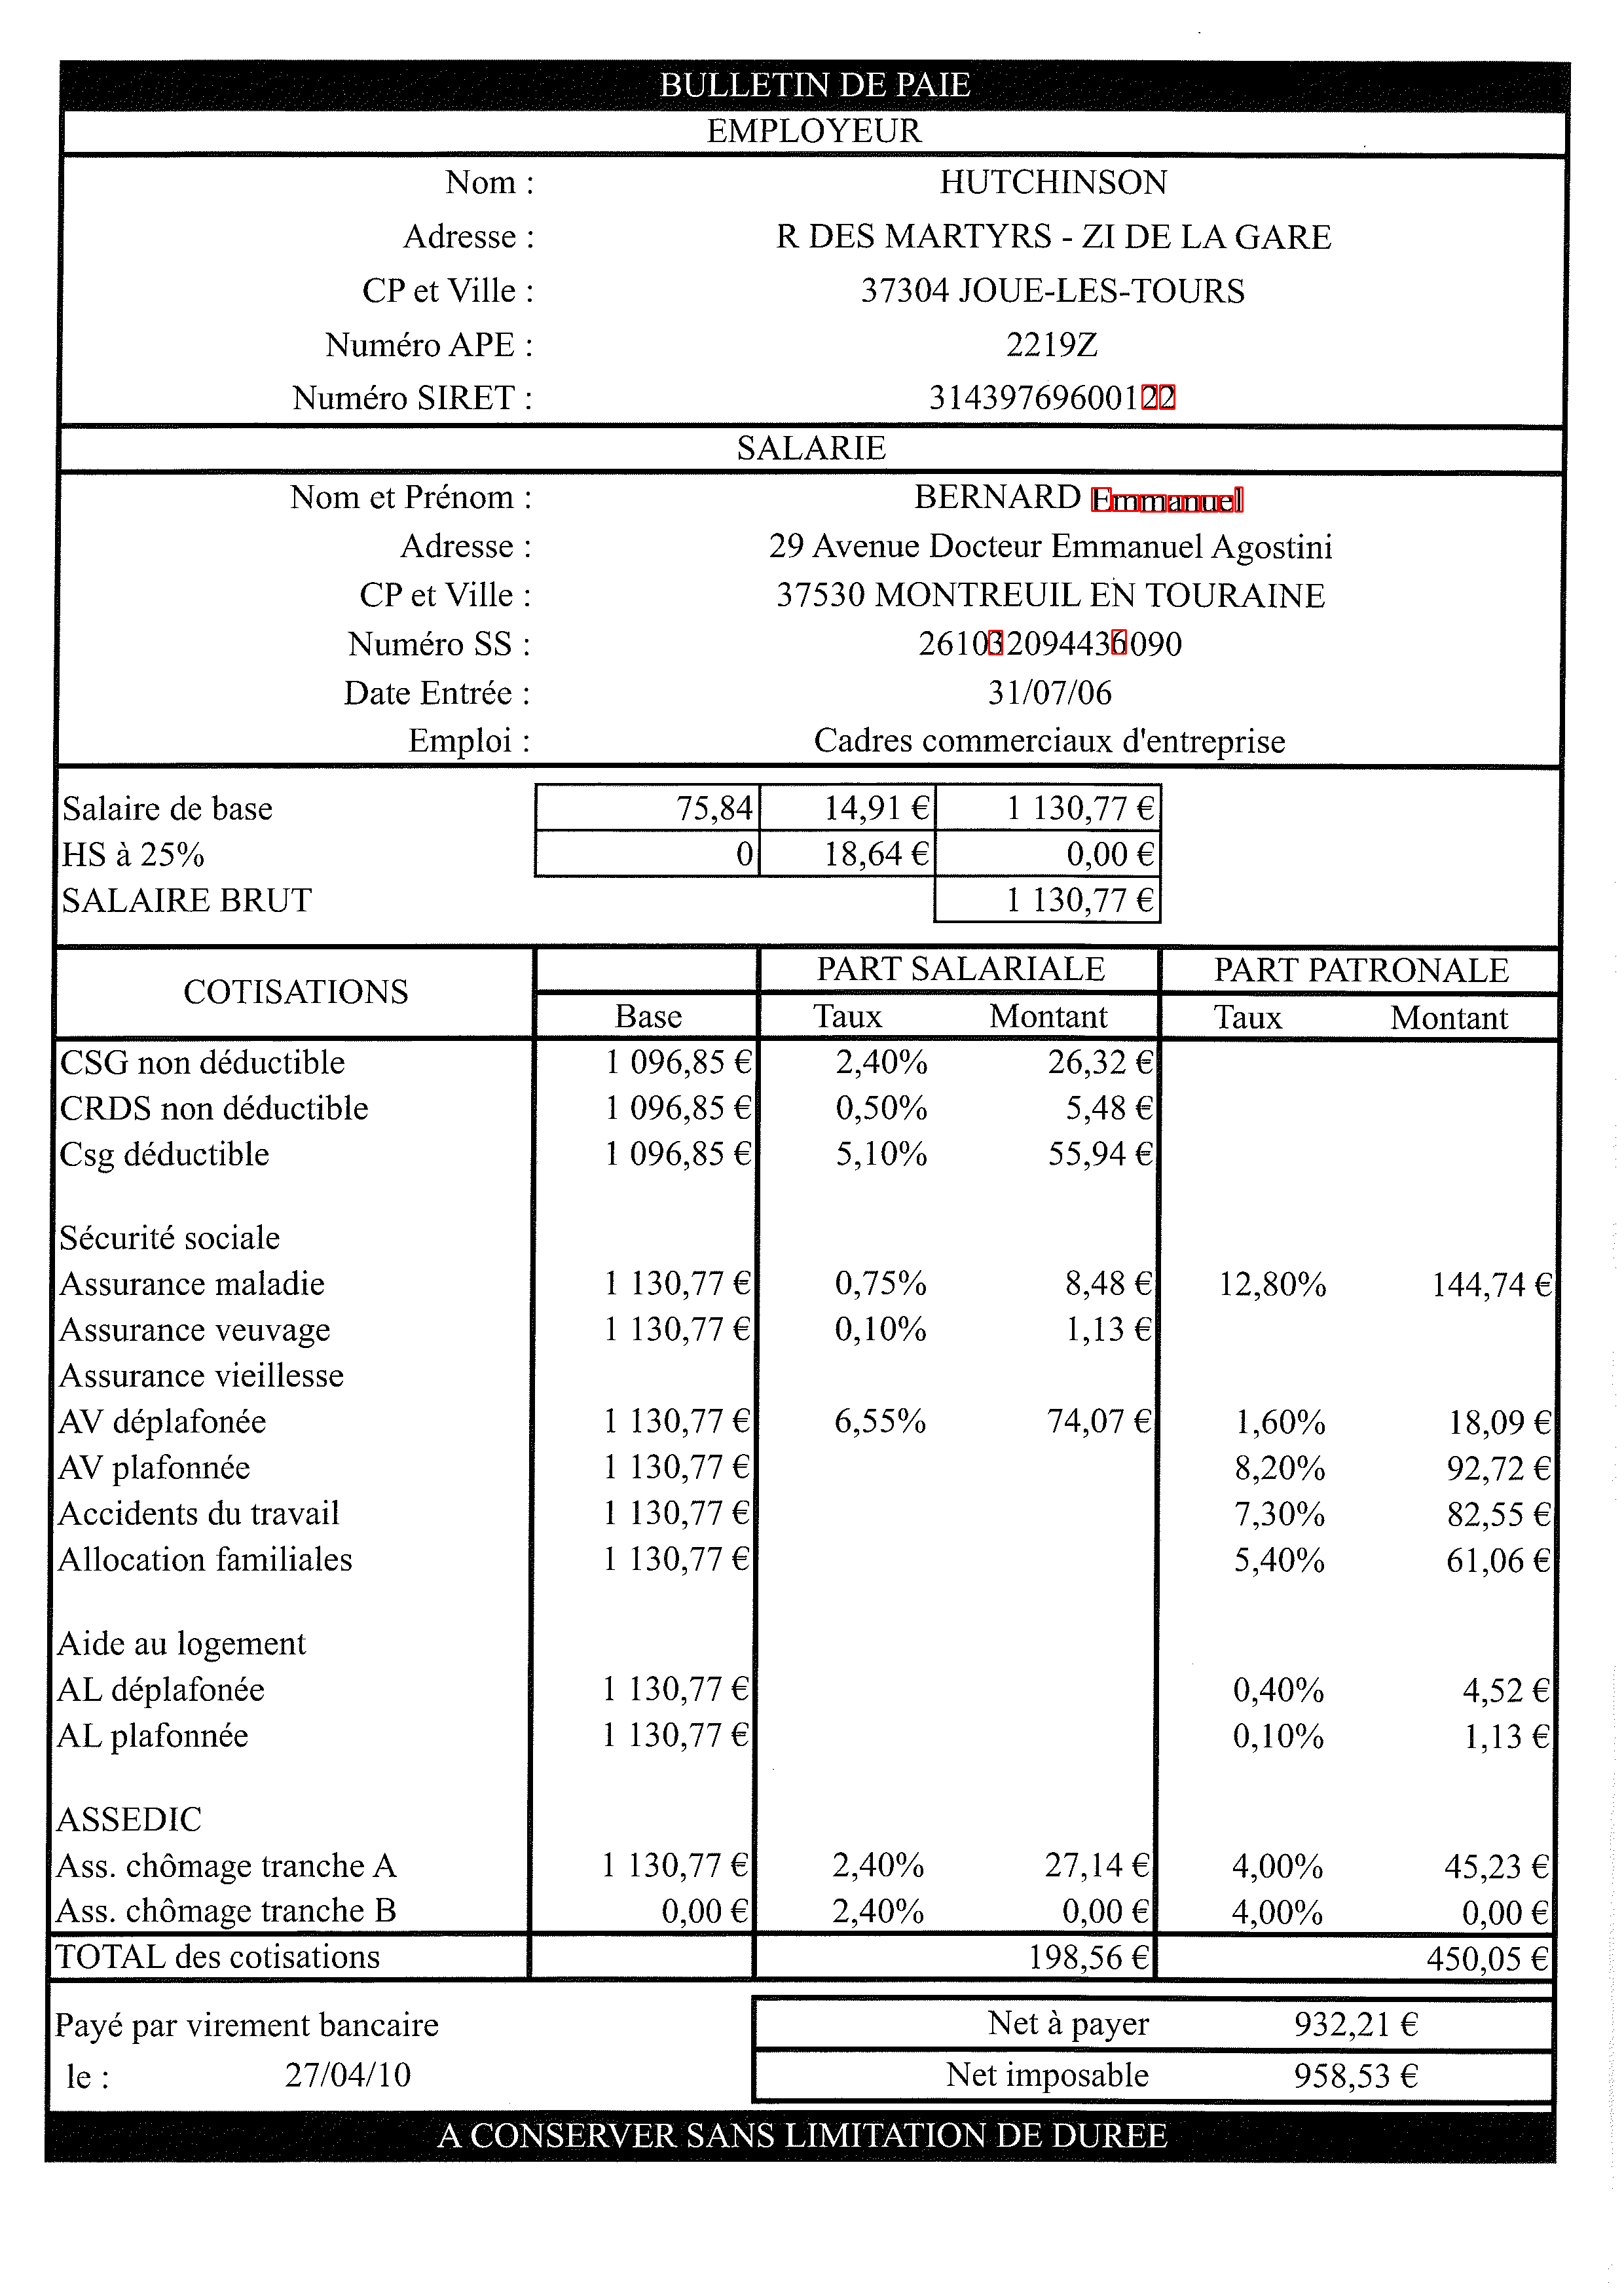 BULLETIN DE PAIE
EMPLOYEUR
Nom : HUTCHINSON
Adresse : R DES MARTYRS - ZI DE LA GARE
CP et Ville : 37304 JOUE-LES-TOURS
Numéro APE : 2219Z
Numéro SIRET : 31439769600122
SALARIE
Nom et Prénom : BERNARD Emmanuel
Adresse : 29 Avenue Docteur Emmanuel Agostini
CP et Ville : 37530 MONTREUIL EN TOURAINE
Numéro SS : 261032094436090
Date Entrée : 31/07/06
Emploi : Cadres commerciaux d'entreprise
Salaire de base 75,84 14,91 € 1 130,77 €
HS à 25% 0 18,64 € 0,00 €
SALAIRE BRUT 1 130,77 €
PART SALARIALE PART PATRONALE
COTISATIONS
Base Taux Montant Taux Montant
CSG non déductible 1 096,85 € 2,40% 26,32 €
CRDS non déductible 1 096,85 € 0,50% 5,48 €
Csg déductible 1 096,85 € 5,10% 55,94 €
Sécurité sociale
Assurance maladie 1 130,77 € 0,75% 8,48 € 12,80% 144,74 €
Assurance veuvage 1 130,77 € 0,10% 1,13 €
Assurance vieillesse
AV déplafonée 1 130,77 € 6,55% 74,07 € 1,60% 18,09 €
AV plafonnée 1 130,77 € 8,20% 92,72 €
Accidents du travail 1 130,77 € 7,30% 82,55 €
Allocation familiales 1 130,77 € 5,40% 61,06 €
Aide au logement
AL déplafonée 1 130,77 € 0,40% 4,52 €
AL plafonnée 1 130,77 € 0,10% 1,13 €
ASSEDIC
Ass. chômage tranche A 1 130,77 € 2,40% 27,14 € 4,00% 45,23 €
Ass. chômage tranche B 0,00 € 2,40% 0,00 € 4,00% 0,00 €
TOTAL des cotisations 198,56 € 450,05 €
Payé par virement bancaire Net à payer 932,21 €
le : 27/04/10 Net imposable 958,53 €
A CONSERVER SANS LIMITATION DE DUREE